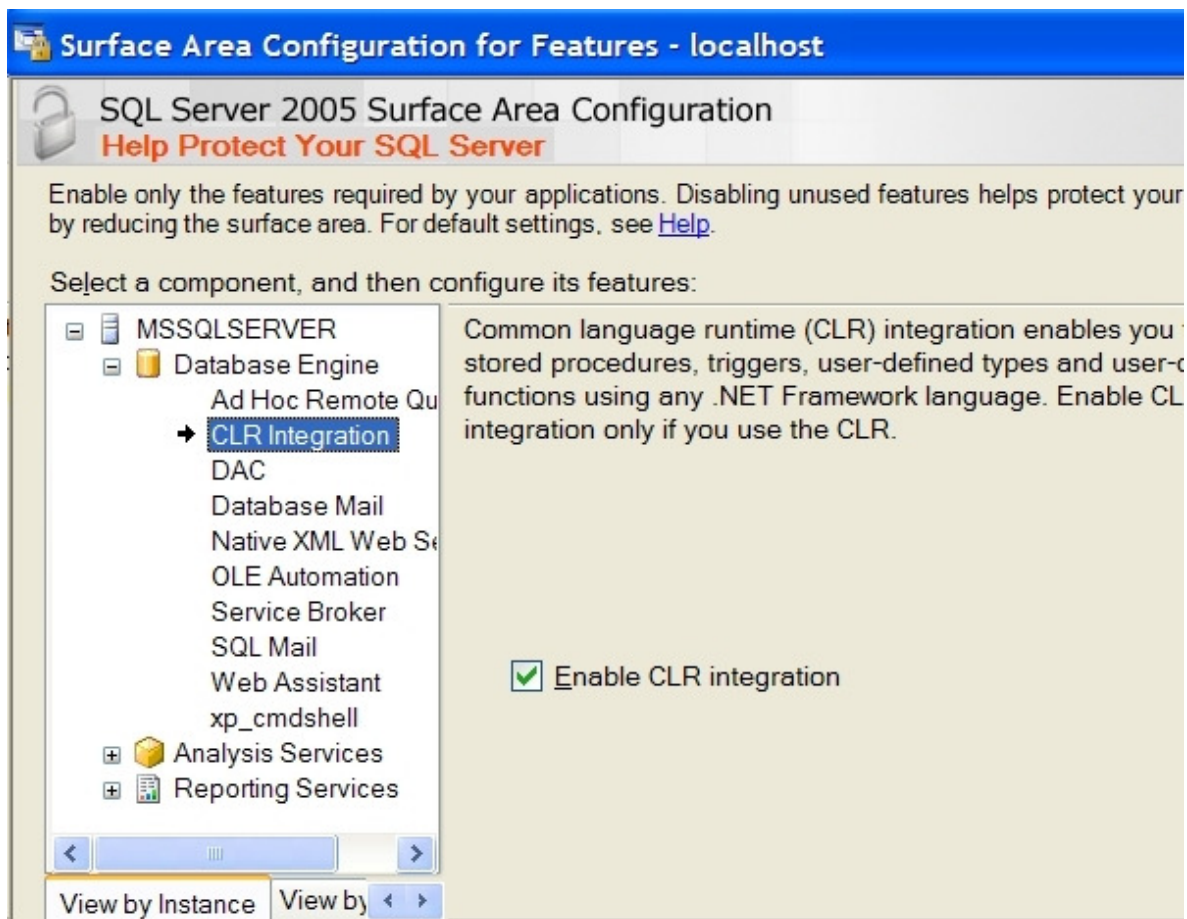 Surface Area Configuration for Features - localhost
SQL Server 2005 Surface Area Configuration
Help Protect Your SQL Server
Enable only the features required by your applications. Disabling unused features helps protect your
by reducing the surface area. For default settings, see Help.
Select a component, and then configure its features:
MSSQLSERVER
Database Engine
Ad Hoc Remote Qu
CLR Integration
DAC
Database Mail
Native XML Web Se
OLE Automation
Service Broker
SQL Mail
Web Assistant
xp_cmdshell
Analysis Services
Reporting Services
View by Instance
View by
Common language runtime (CLR) integration enables you
stored procedures, triggers, user-defined types and user-
functions using any .NET Framework language. Enable CL
integration only if you use the CLR.
Enable CLR integration